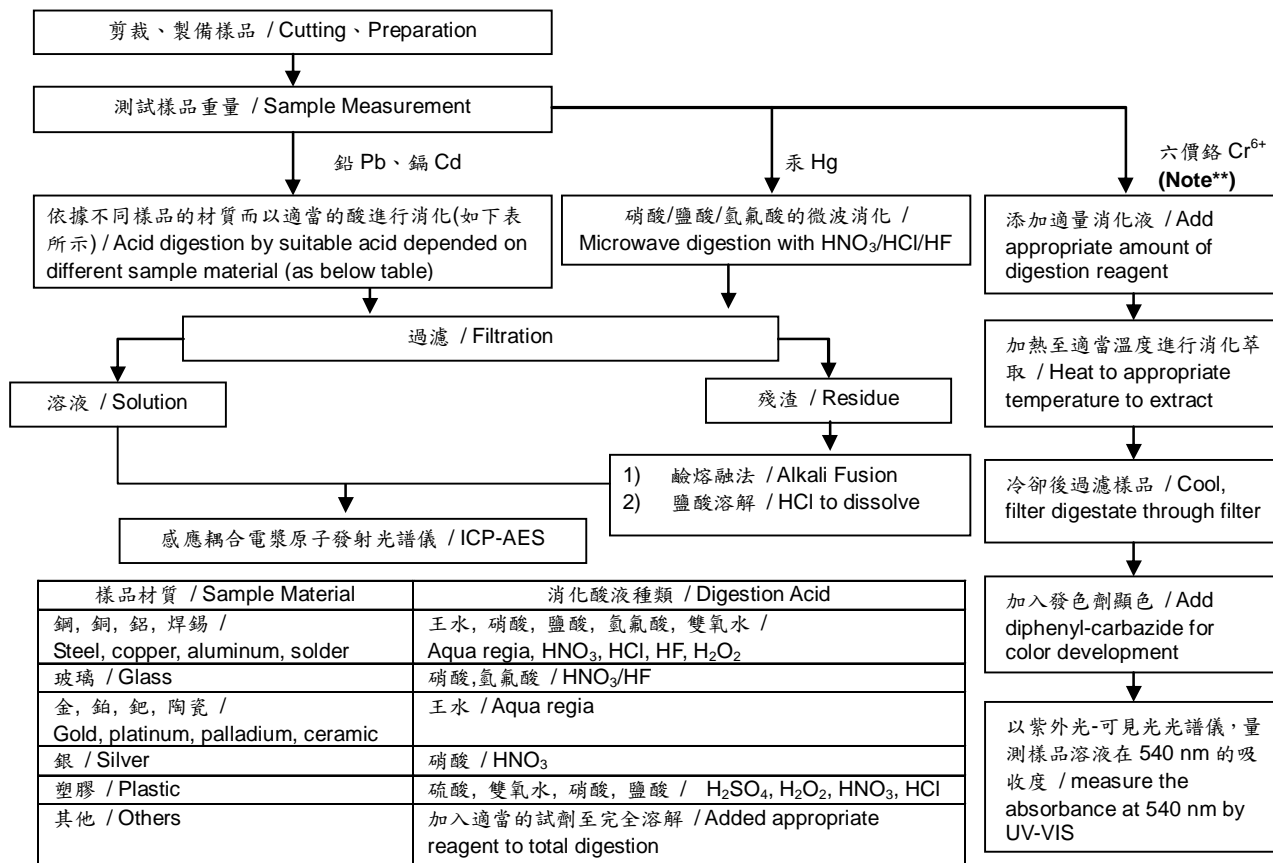 剪裁、製備樣品 / Cutting、Preparation
測試樣品重量 / Sample Measurement
鉛 Pb、鎘 Cd
汞 Hg
六價鉻 Cr⁶⁺
(Note**)
依據不同樣品的材質而以適當的酸進行消化(如下表
所示) / Acid digestion by suitable acid depended on
different sample material (as below table)
硝酸/鹽酸/氫氟酸的微波消化 /
Microwave digestion with HNO₃/HCl/HF
添加適量消化液 / Add
appropriate amount of
digestion reagent
過濾 / Filtration
加熱至適當溫度進行消化萃
取 / Heat to appropriate
temperature to extract
溶液 / Solution
殘渣 / Residue
1) 鹼熔融法 / Alkali Fusion
2) 鹽酸溶解 / HCl to dissolve
冷卻後過濾樣品 / Cool,
filter digestate through filter
感應耦合電漿原子發射光譜儀 / ICP-AES
加入發色劑顯色 / Add
diphenyl-carbazide for
color development
以紫外光-可見光光譜儀，量
測樣品溶液在 540 nm 的吸
收度 / measure the
absorbance at 540 nm by
UV-VIS
樣品材質 / Sample Material 消化酸液種類 / Digestion Acid
鋼, 銅, 鋁, 焊錫 / 王水, 硝酸, 鹽酸, 氫氟酸, 雙氧水 /
Steel, copper, aluminum, solder Aqua regia, HNO₃, HCl, HF, H₂O₂
玻璃 / Glass 硝酸,氫氟酸 / HNO₃/HF
金, 鉑, 鈀, 陶瓷 / 王水 / Aqua regia
Gold, platinum, palladium, ceramic
銀 / Silver 硝酸 / HNO₃
塑膠 / Plastic 硫酸, 雙氧水, 硝酸, 鹽酸 / H₂SO₄, H₂O₂, HNO₃, HCl
其他 / Others 加入適當的試劑至完全溶解 / Added appropriate
reagent to total digestion